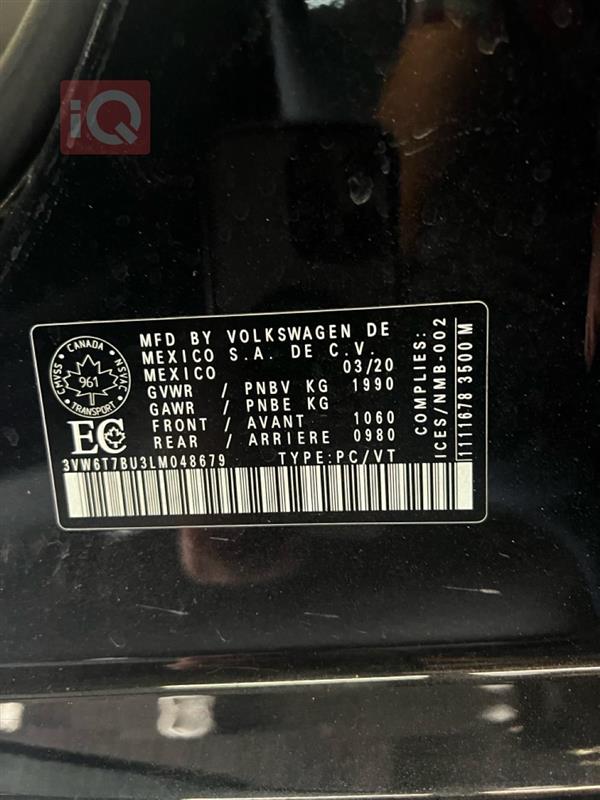 iQ
CANADA
CMVSS
NSVAC
961
TRANSPORT
EC
MFD BY VOLKSWAGEN DE
MEXICO S.A. DE C.V.
MEXICO 03/20
GVWR / PNBV KG 1990
GAWR / PNBE KG
FRONT / AVANT 1060
REAR / ARRIERE 0980
3VW6T7BU3LM048679 TYPE:PC/VT
COMPLIES:
ICES/NMB-002
1111678 3500 M